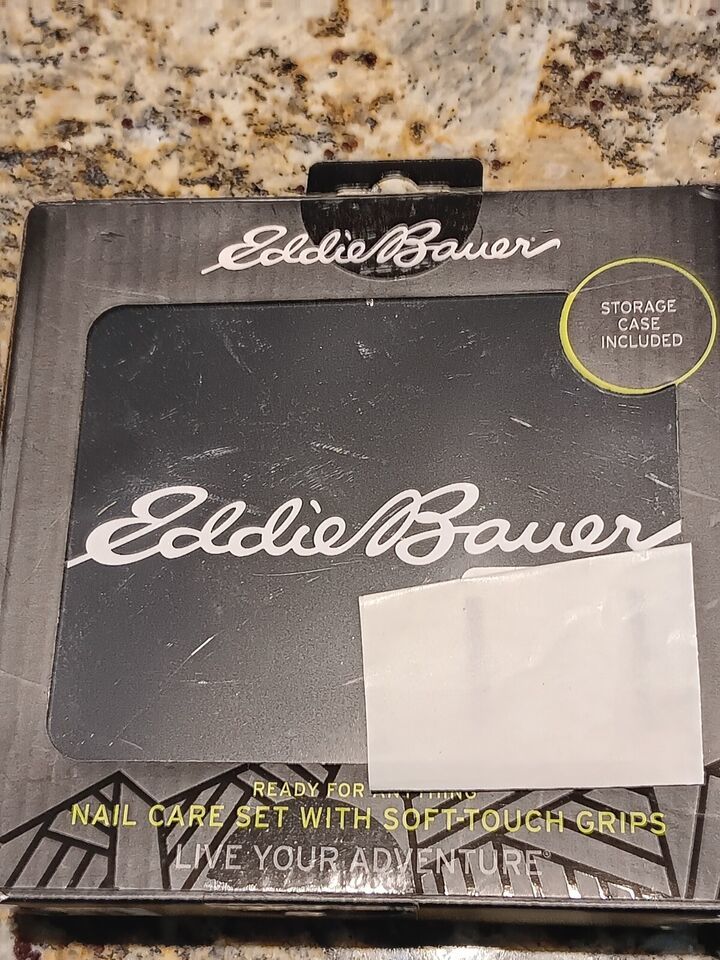 Eddie Bauer
STORAGE
CASE
INCLUDED
Eddie Bauer
READY FOR ANYTHING
NAIL CARE SET WITH SOFT-TOUCH GRIPS
LIVE YOUR ADVENTURE®